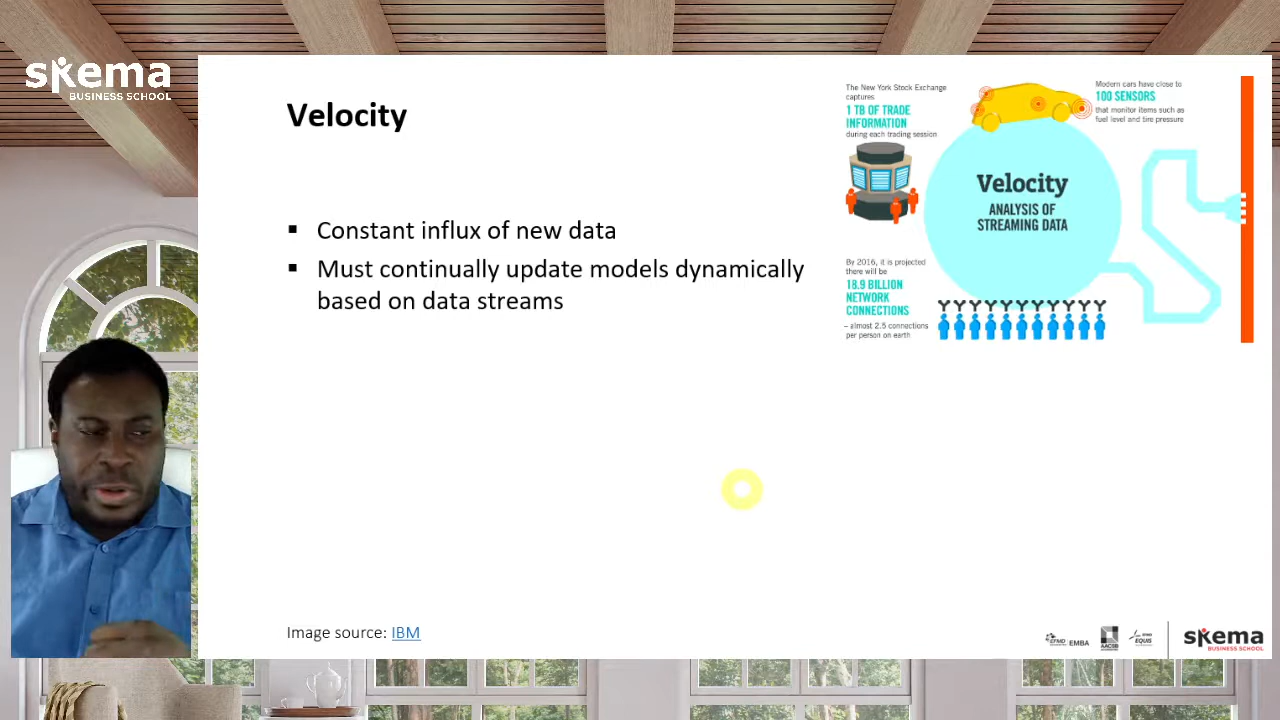 skema
BUSINESS SCHOOL
Velocity
▪ Constant influx of new data
▪ Must continually update models dynamically
based on data streams
The New York Stock Exchange
captures
1 TB OF TRADE
INFORMATION
during each trading session
Modern cars have close to
100 SENSORS
that monitor items such as
fuel level and tire pressure
Velocity
ANALYSIS OF
STREAMING DATA
By 2016, it is projected
there will be
18.9 BILLION
NETWORK
CONNECTIONS
– almost 2.5 connections
per person on earth
Image source: IBM
EFMD EMBA
AACSB
EFMD
EQUIS
skema
BUSINESS SCHOOL